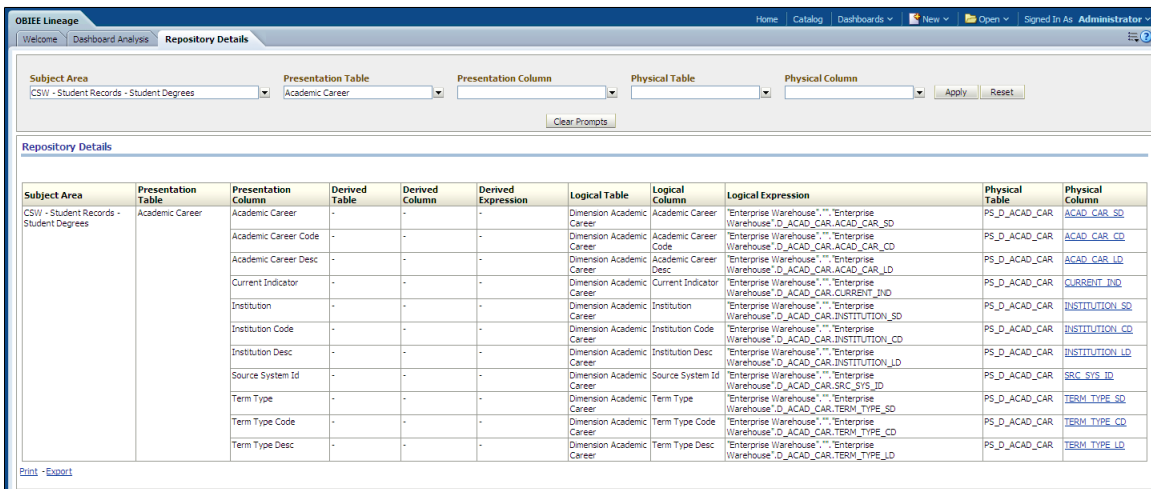 OBIEE Lineage
Home Catalog Dashboards New Open Signed In As Administrator
Welcome Dashboard Analysis Repository Details
Subject Area Presentation Table Presentation Column Physical Table Physical Column
CSW - Student Records - Student Degrees Academic Career Apply Reset
Clear Prompts
Repository Details
Subject Area Presentation Table Presentation Column Derived Table Derived Column Derived Expression Logical Table Logical Column Logical Expression Physical Table Physical Column
CSW - Student Records - Student Degrees Academic Career Academic Career - - - Dimension Academic Career Academic Career "Enterprise Warehouse"."".."Enterprise Warehouse".D_ACAD_CAR.ACAD_CAR_SD PS_D_ACAD_CAR ACAD_CAR_SD
Academic Career Code - - - Dimension Academic Career Academic Career Code "Enterprise Warehouse"."".."Enterprise Warehouse".D_ACAD_CAR.ACAD_CAR_CD PS_D_ACAD_CAR ACAD_CAR_CD
Academic Career Desc - - - Dimension Academic Career Academic Career Desc "Enterprise Warehouse"."".."Enterprise Warehouse".D_ACAD_CAR.ACAD_CAR_LD PS_D_ACAD_CAR ACAD_CAR_LD
Current Indicator - - - Dimension Academic Career Current Indicator "Enterprise Warehouse"."".."Enterprise Warehouse".D_ACAD_CAR.CURRENT_IND PS_D_ACAD_CAR CURRENT_IND
Institution - - - Dimension Academic Career Institution "Enterprise Warehouse"."".."Enterprise Warehouse".D_ACAD_CAR.INSTITUTION_SD PS_D_ACAD_CAR INSTITUTION_SD
Institution Code - - - Dimension Academic Career Institution Code "Enterprise Warehouse"."".."Enterprise Warehouse".D_ACAD_CAR.INSTITUTION_CD PS_D_ACAD_CAR INSTITUTION_CD
Institution Desc - - - Dimension Academic Career Institution Desc "Enterprise Warehouse"."".."Enterprise Warehouse".D_ACAD_CAR.INSTITUTION_LD PS_D_ACAD_CAR INSTITUTION_LD
Source System Id - - - Dimension Academic Career Source System Id "Enterprise Warehouse"."".."Enterprise Warehouse".D_ACAD_CAR.SRC_SYS_ID PS_D_ACAD_CAR SRC_SYS_ID
Term Type - - - Dimension Academic Career Term Type "Enterprise Warehouse"."".."Enterprise Warehouse".D_ACAD_CAR.TERM_TYPE_SD PS_D_ACAD_CAR TERM_TYPE_SD
Term Type Code - - - Dimension Academic Career Term Type Code "Enterprise Warehouse"."".."Enterprise Warehouse".D_ACAD_CAR.TERM_TYPE_CD PS_D_ACAD_CAR TERM_TYPE_CD
Term Type Desc - - - Dimension Academic Career Term Type Desc "Enterprise Warehouse"."".."Enterprise Warehouse".D_ACAD_CAR.TERM_TYPE_LD PS_D_ACAD_CAR TERM_TYPE_LD
Print - Export